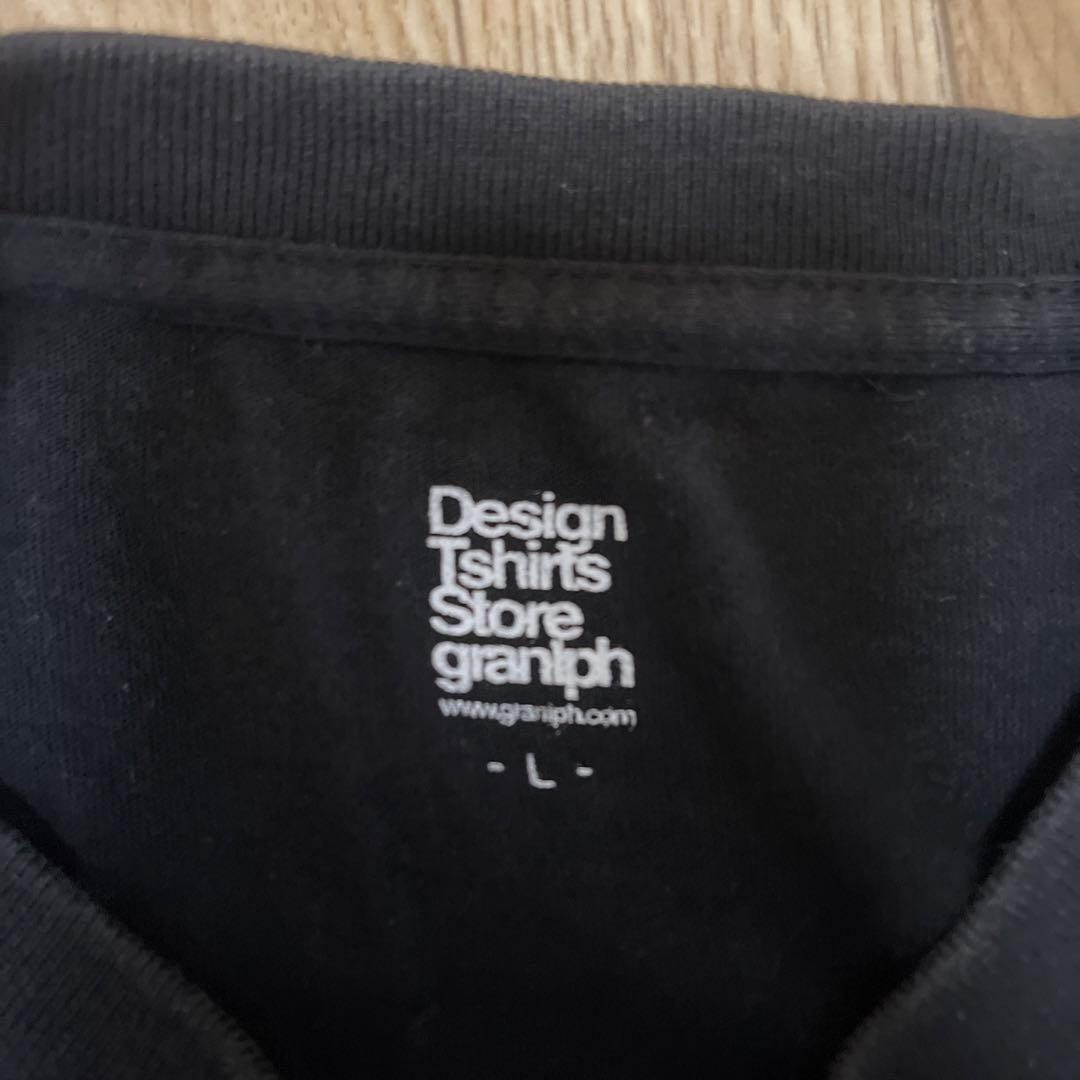 Design
Tshirts
Store
graniph
www.graniph.com
- L -